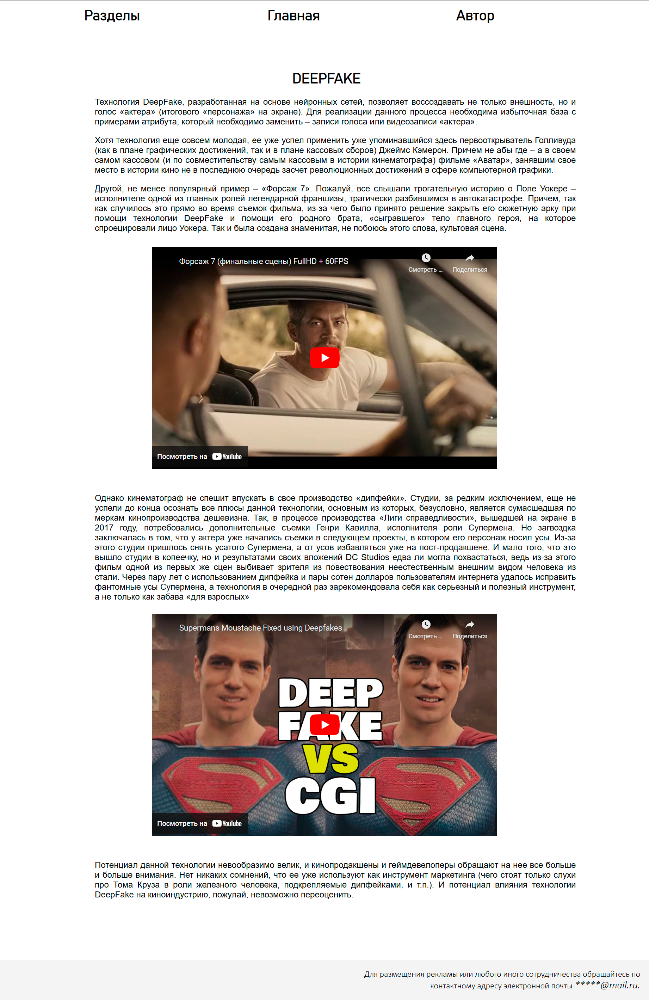 Разделы
Главная
Автор
DEEPFAKE
Технология DeepFake, разработанная на основе нейронных сетей, позволяет воссоздавать не только внешность, но и
голос «актера» (итогового «персонажа» на экране). Для реализации данного процесса необходима избыточная база с
примерами атрибута, который необходимо заменить – записи голоса или видеозаписи «актера».
Хотя технология еще совсем молодая, ее уже успел применить уже упоминавшийся здесь первооткрыватель Голливуда
(как в плане графических достижений, так и в плане кассовых сборов) Джеймс Кэмерон. Причем не абы где – а в своем
самом кассовом (и по совместительству самым кассовым в истории кинематографа) фильме «Аватар», занявшим свое
место в истории кино не в последнюю очередь засчет революционных достижений в сфере компьютерной графики.
Другой, не менее популярный пример – «Форсаж 7». Пожалуй, все слышали трогательную историю о Поле Уокере –
исполнителе одной из главных ролей легендарной франшизы, трагически разбившимся в автокатастрофе. Причем, так
как случилось это прямо во время съемок фильма, из-за чего было принято решение закрыть его сюжетную арку при
помощи технологии DeepFake и помощи его родного брата, «сыгравшего» тело главного героя, на которое
спроецировали лицо Уокера. Так и была создана знаменитая, не побоюсь этого слова, культовая сцена.
Форсаж 7 (финальные сцены) FullHD + 60FPS
Смотреть ...
Поделиться
Посмотреть на YouTube
Однако кинематограф не спешит впускать в свое производство «дипфейки». Студии, за редким исключением, еще не
успели до конца осознать все плюсы данной технологии, основным из которых, безусловно, является сумасшедшая по
меркам кинопроизводства дешевизна. Так, в процессе производства «Лиги справедливости», вышедшей на экране в
2017 году, потребовались дополнительные съемки Генри Кавилла, исполнителя роли Супермена. Но загвоздка
заключалась в том, что у актера уже начались съемки в следующем проекты, в котором его персонаж носил усы. Из-за
этого студии пришлось снять усатого Супермена, а от усов избавляться уже на пост-продакшене. И мало того, что это
вышло студии в копеечку, но и результатами своих вложений DC Studios едва ли могла похвастаться, ведь из-за этого
фильм одной из первых же сцен выбивает зрителя из повествования неестественным внешним видом человека из
стали. Через пару лет с использованием дипфейка и пары сотен долларов пользователям интернета удалось исправить
фантомные усы Супермена, а технология в очередной раз зарекомендовала себя как серьезный и полезный инструмент,
а не только как забава «для взрослых»
Supermans Moustache Fixed using Deepfakes
Смотреть ...
Поделиться
DEEP
FAKE
VS
CGI
Посмотреть на YouTube
Потенциал данной технологии невообразимо велик, и кинопродакшены и геймдевелоперы обращают на нее все больше
и больше внимания. Нет никаких сомнений, что ее уже используют как инструмент маркетинга (чего стоят только слухи
про Тома Круза в роли железного человека, подкрепляемые дипфейками, и т.п.). И потенциал влияния технологии
DeepFake на киноиндустрию, пожулай, невозможно переоценить.
Для размещения рекламы или любого иного сотрудничества обращайтесь по
контактному адресу электронной почты *****@mail.ru.